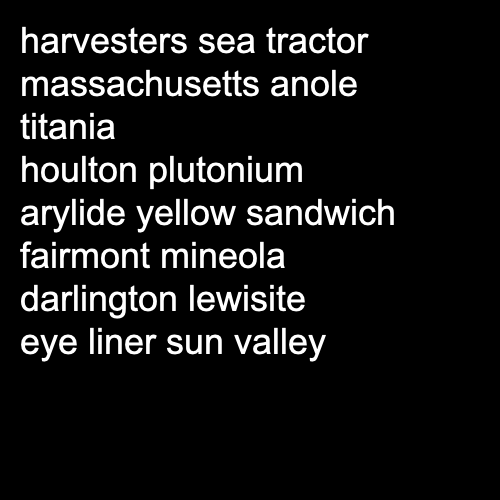 harvesters sea tractor
massachusetts anole
titania
houlton plutonium
arylide yellow sandwich
fairmont mineola
darlington lewisite
eye liner sun valley